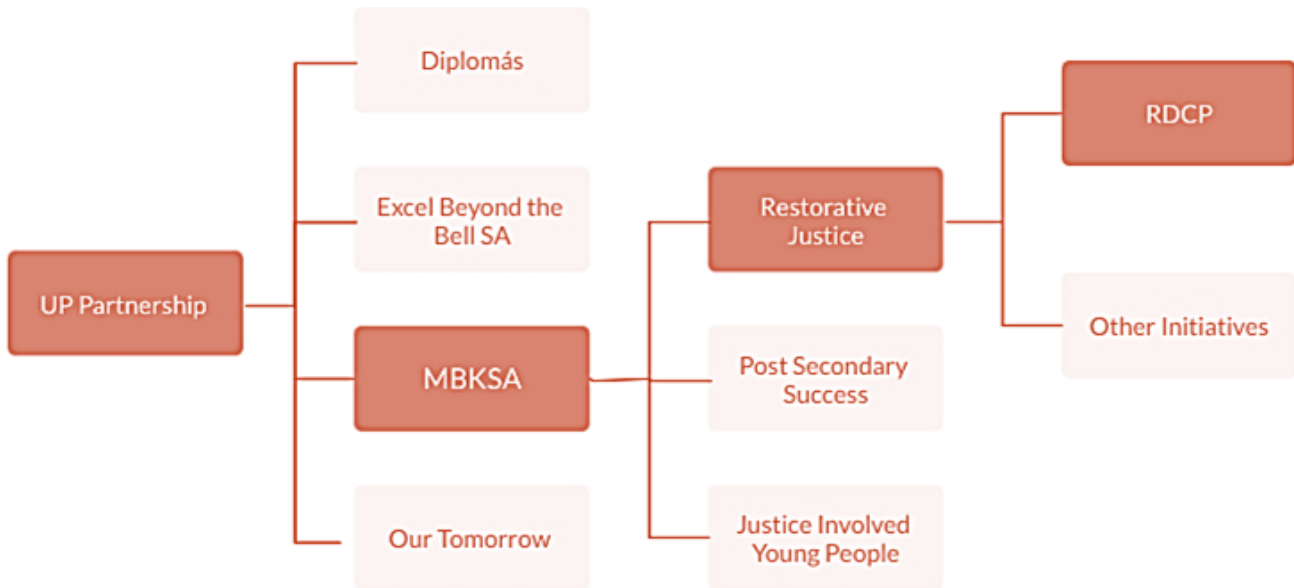 Diplomás
RDCP
Excel Beyond the
Bell SA
Restorative
Justice
UP Partnership
Other Initiatives
MBKSA
Post Secondary
Success
Our Tomorrow
Justice Involved
Young People